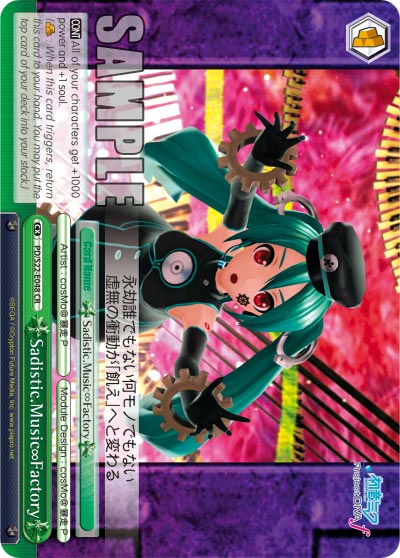 SAMPLE
[CONT] All of your characters get +1000
power and +1 soul.
( : When this card triggers, return
this card to your hand. You may put the
top card of your deck into your stock.)
永劫誰でもない何モノでもない
虚無の衝動が「飢え」へと変わる
Card Name
Sadistic.Music∞Factory
Artist : cosMo@暴走P
Module Design : cosMo@暴走P
CX
PD/S22-E048 CR
Sadistic.Music∞Factory
©SEGA / ©Crypton Future Media, Inc. www.piapro.net
初音ミク
Project DIVA f